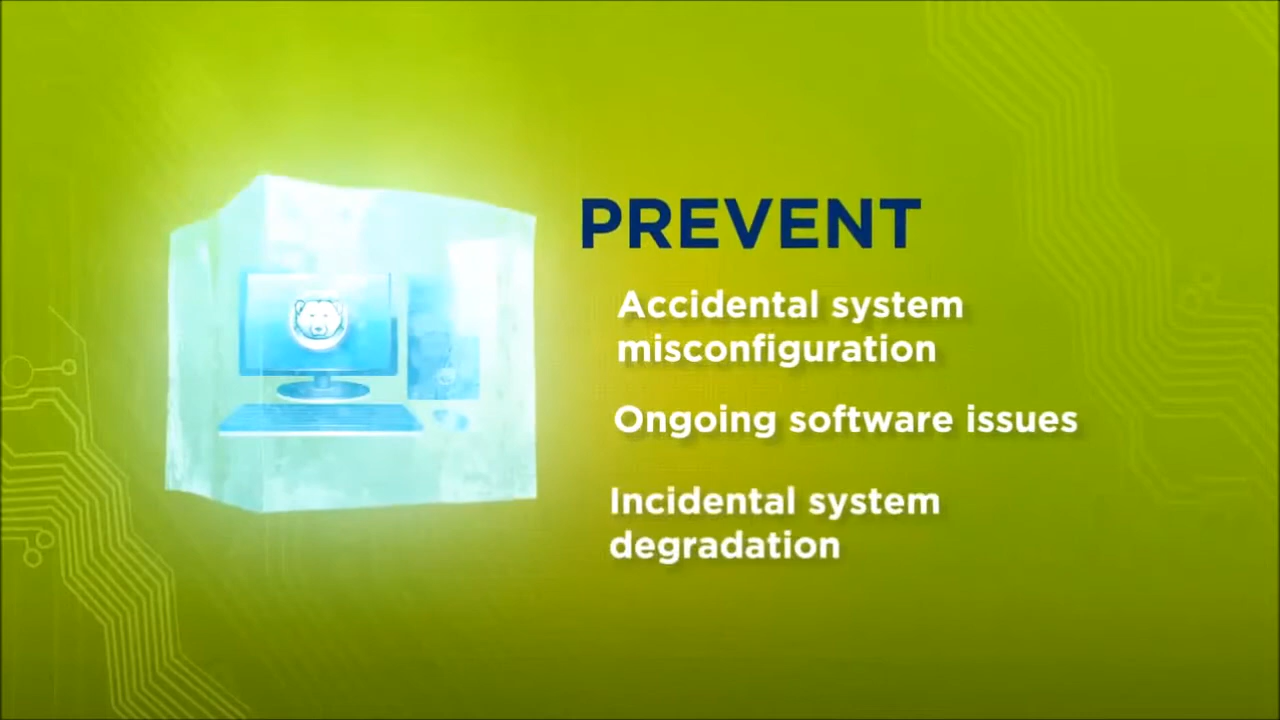 PREVENT
Accidental system
misconfiguration
Ongoing software issues
Incidental system
degradation